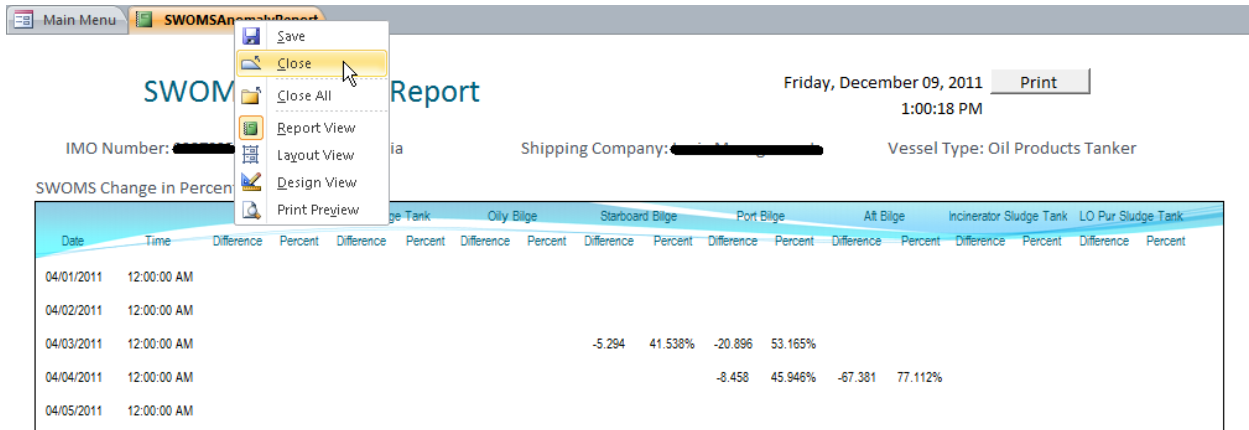 Main Menu SWOMSAnomalyReport
Save
Close
Close All
Report View
Layout View
Design View
Print Preview
SWOM Report
Friday, December 09, 2011 Print
1:00:18 PM
IMO Number: ia Shipping Company: Vessel Type: Oil Products Tanker
SWOMS Change in Percent
ge Tank Oily Bilge Starboard Bilge Port Bilge Aft Bilge Incinerator Sludge Tank LO Pur Sludge Tank
Date Time Difference Percent Difference Percent Difference Percent Difference Percent Difference Percent Difference Percent Difference Percent Difference Percent
04/01/2011 12:00:00 AM
04/02/2011 12:00:00 AM
04/03/2011 12:00:00 AM -5.294 41.538% -20.896 53.165%
04/04/2011 12:00:00 AM -8.458 45.946% -67.381 77.112%
04/05/2011 12:00:00 AM